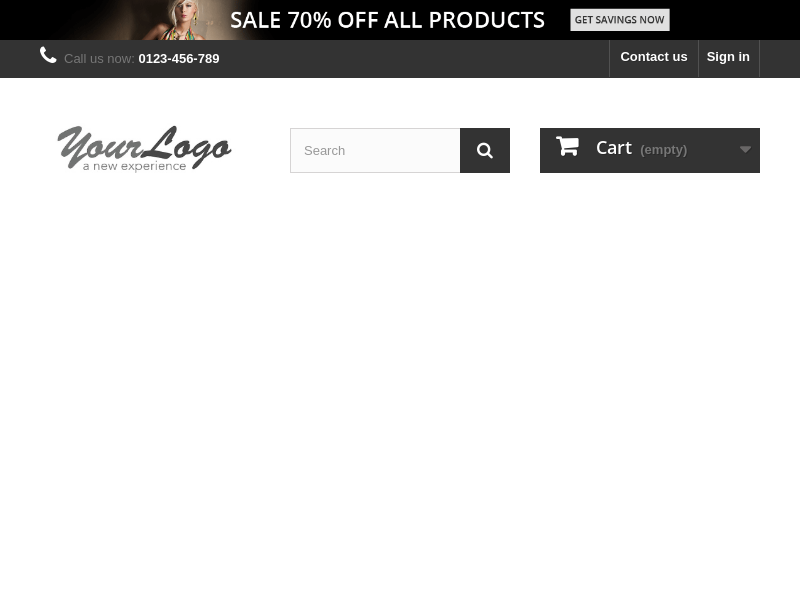 SALE 70% OFF ALL PRODUCTS GET SAVINGS NOW
Call us now: 0123-456-789 Contact us Sign in
YourLogo
a new experience
Search
Cart (empty)